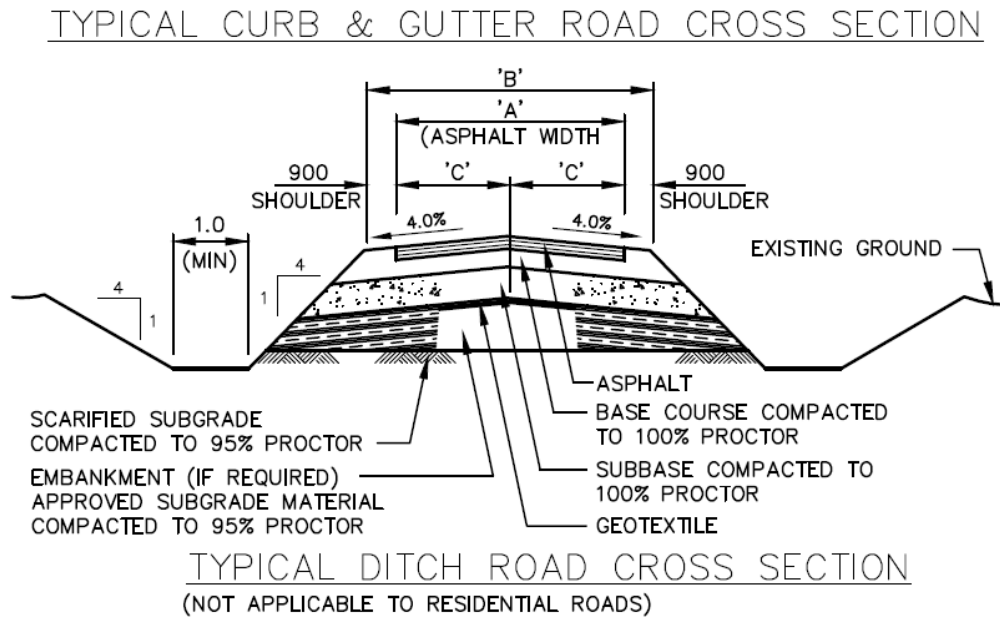 TYPICAL CURB & GUTTER ROAD CROSS SECTION
'B'
'A'
(ASPHALT WIDTH
900
SHOULDER
'C'
'C'
900
SHOULDER
1.0
(MIN)
4.0%
4.0%
4
1
4
1
EXISTING GROUND
ASPHALT
BASE COURSE COMPACTED
TO 100% PROCTOR
SUBBASE COMPACTED TO
100% PROCTOR
GEOTEXTILE
SCARIFIED SUBGRADE
COMPACTED TO 95% PROCTOR
EMBANKMENT (IF REQUIRED)
APPROVED SUBGRADE MATERIAL
COMPACTED TO 95% PROCTOR
TYPICAL DITCH ROAD CROSS SECTION
(NOT APPLICABLE TO RESIDENTIAL ROADS)